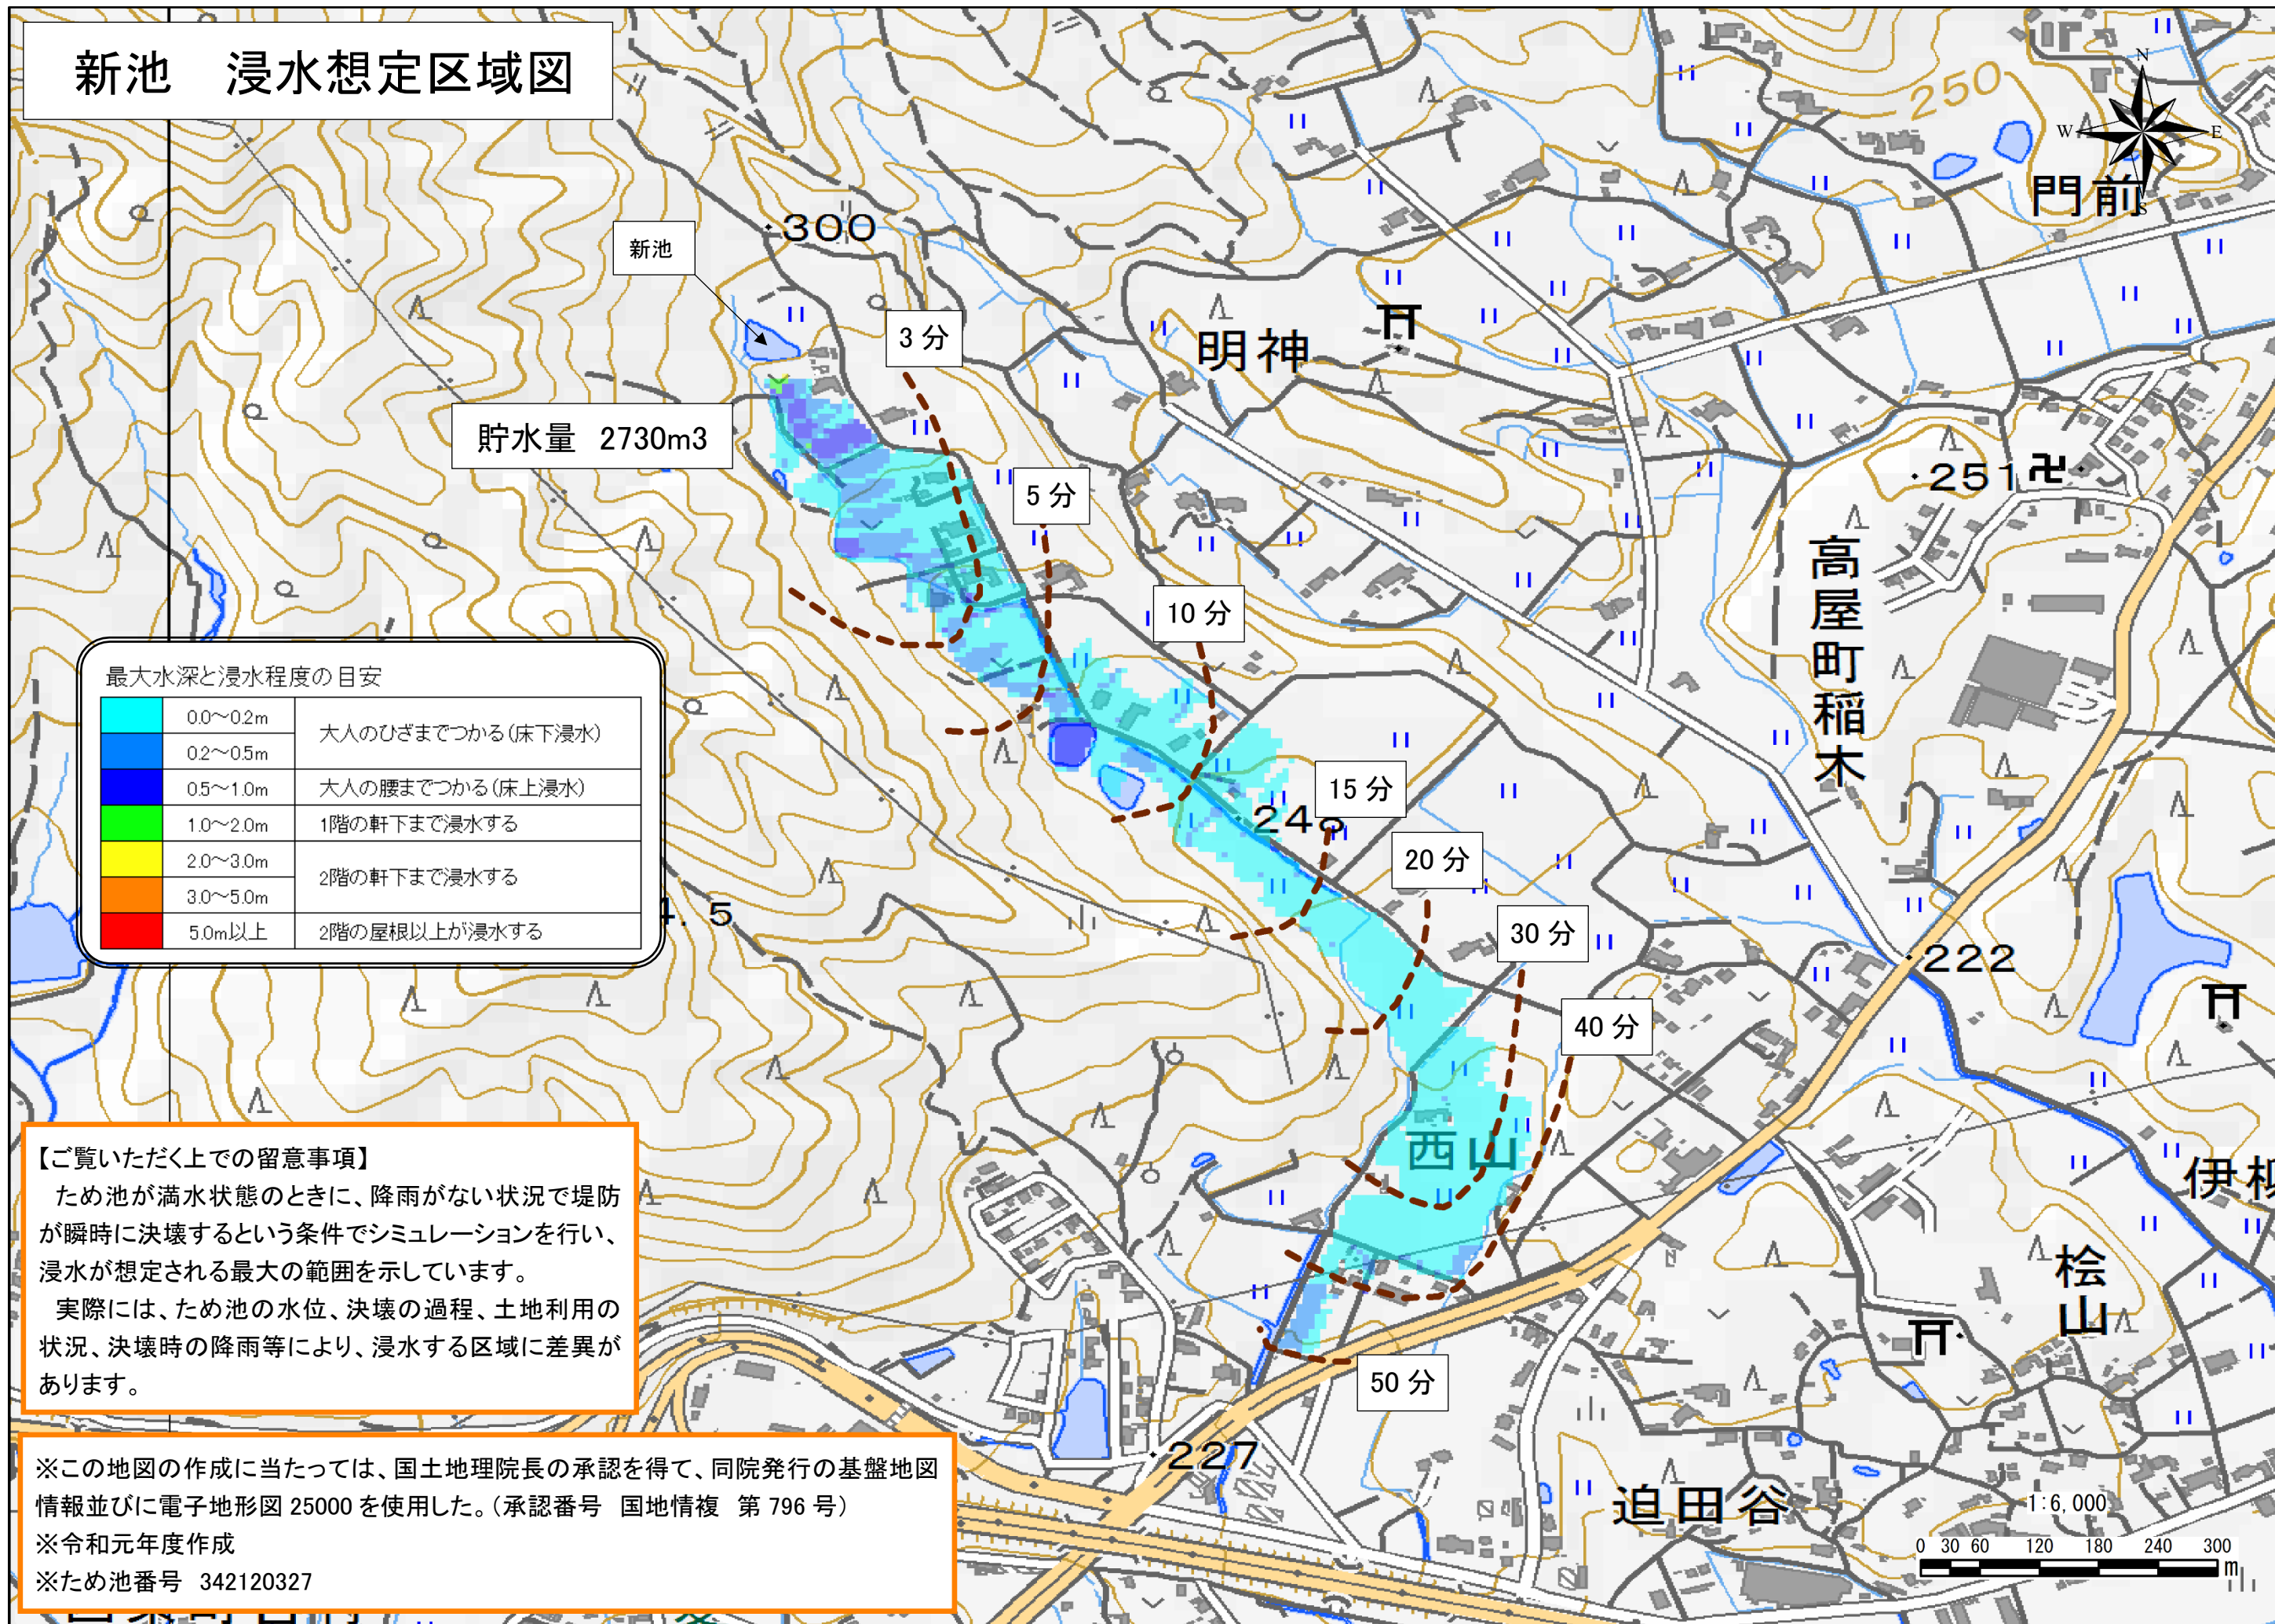 新池　浸水想定区域図
N
W
E
S
250
門前
300
新池
3 分
明神
貯水量　2730m3
5 分
251
高屋町稲木
10 分
最大水深と浸水程度の目安
0.0～0.2m
大人のひざまでつかる(床下浸水)
0.2～0.5m
0.5～1.0m　大人の腰までつかる(床上浸水)
1.0～2.0m　1階の軒下まで浸水する
2.0～3.0m
2階の軒下まで浸水する
3.0～5.0m
5.0m以上　2階の屋根以上が浸水する
15 分
20 分
4.5
30 分
222
40 分
西山
伊柳
桧山
【ご覧いただく上での留意事項】
　ため池が満水状態のときに、降雨がない状況で堤防
が瞬時に決壊するという条件でシミュレーションを行い、
浸水が想定される最大の範囲を示しています。
　実際には、ため池の水位、決壊の過程、土地利用の
状況、決壊時の降雨等により、浸水する区域に差異が
あります。
50 分
227
※この地図の作成に当たっては、国土地理院長の承認を得て、同院発行の基盤地図
情報並びに電子地形図 25000 を使用した。（承認番号　国地情複　第 796 号）
※令和元年度作成
※ため池番号　342120327
迫田谷
1:6,000
0 30 60 120 180 240 300
m